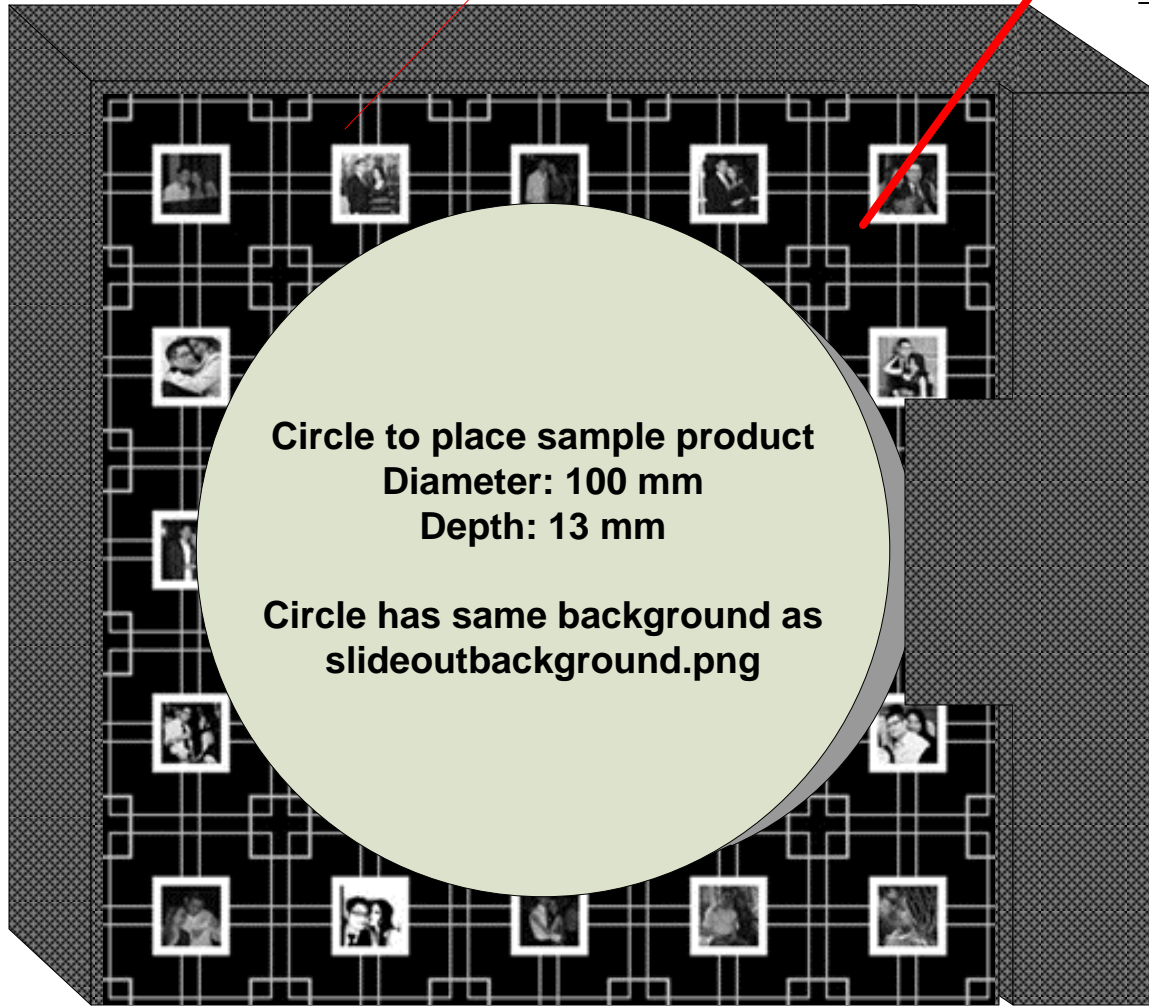 Circle to place sample product
Diameter: 100 mm
Depth: 13 mm
Circle has same background as
slideoutbackground.png